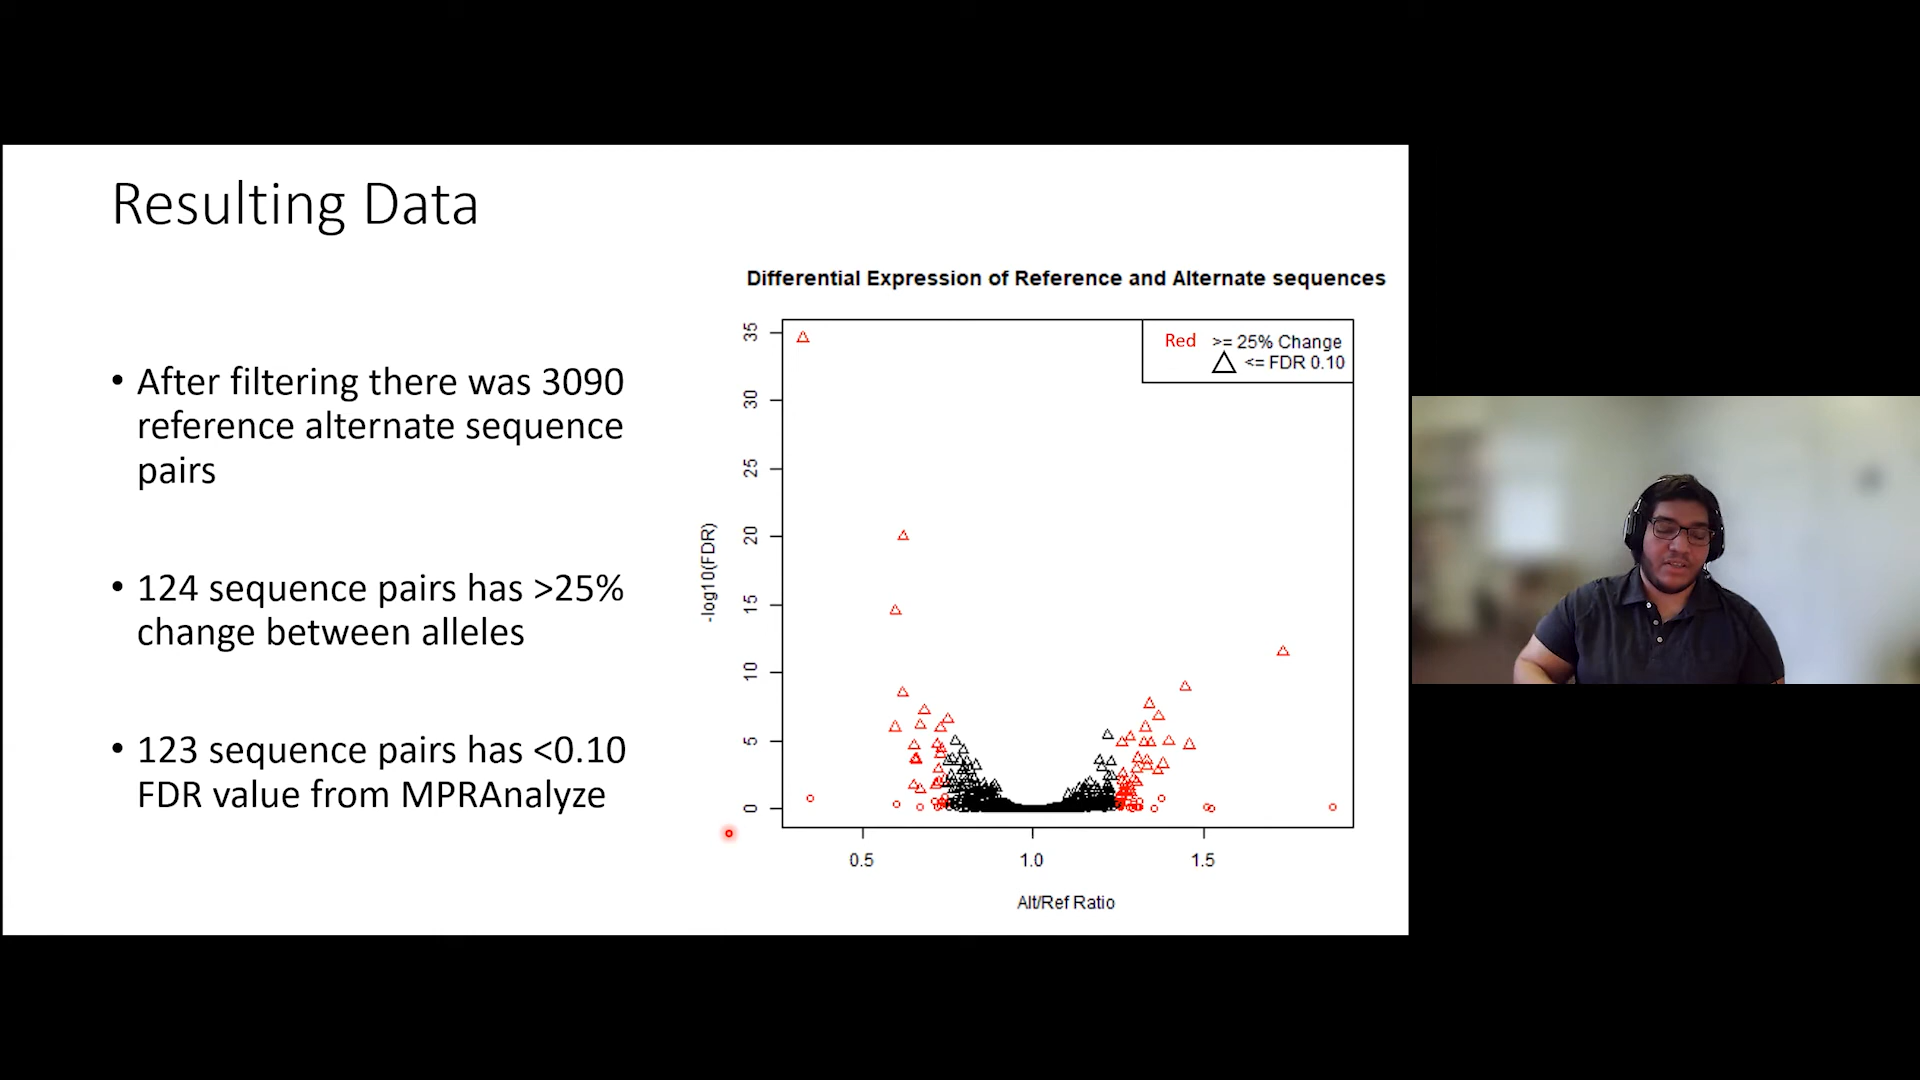 Resulting Data
• After filtering there was 3090
reference alternate sequence
pairs
• 124 sequence pairs has >25%
change between alleles
• 123 sequence pairs has <0.10
FDR value from MPRAnalyze
Differential Expression of Reference and Alternate sequences
Red >= 25% Change
<= FDR 0.10
-log10(FDR)
35
30
25
20
15
10
5
0
0.5 1.0 1.5
Alt/Ref Ratio